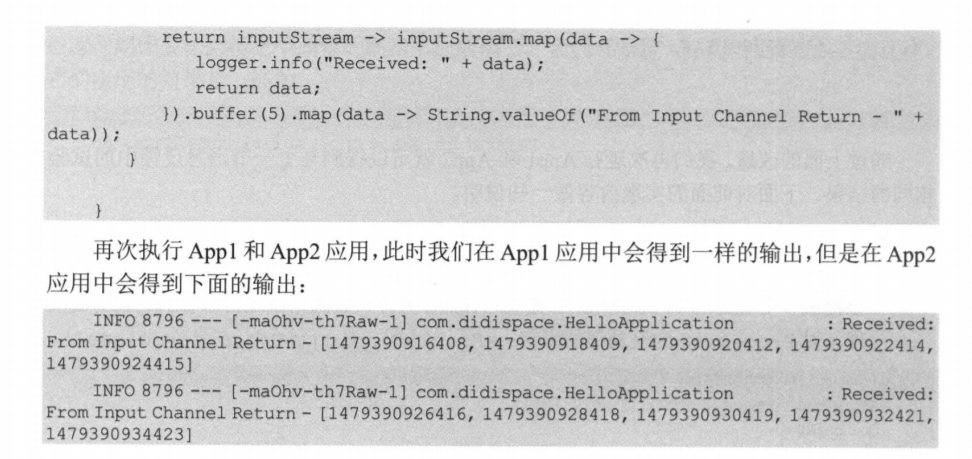 return inputStream -> inputStream.map(data -> {
logger.info("Received: " + data);
return data;
}).buffer(5).map(data -> String.valueOf("From Input Channel Return - " +
data));
}
}
再次执行 App1 和 App2 应用,此时我们在 App1 应用中会得到一样的输出,但是在 App2
应用中会得到下面的输出：
INFO 8796 --- [-maOhv-th7Raw-1] com.didispace.HelloApplication : Received:
From Input Channel Return - [1479390916408, 1479390918409, 1479390920412, 1479390922414,
1479390924415]
INFO 8796 --- [-maOhv-th7Raw-1] com.didispace.HelloApplication : Received:
From Input Channel Return - [1479390926416, 1479390928418, 1479390930419, 1479390932421,
1479390934423]